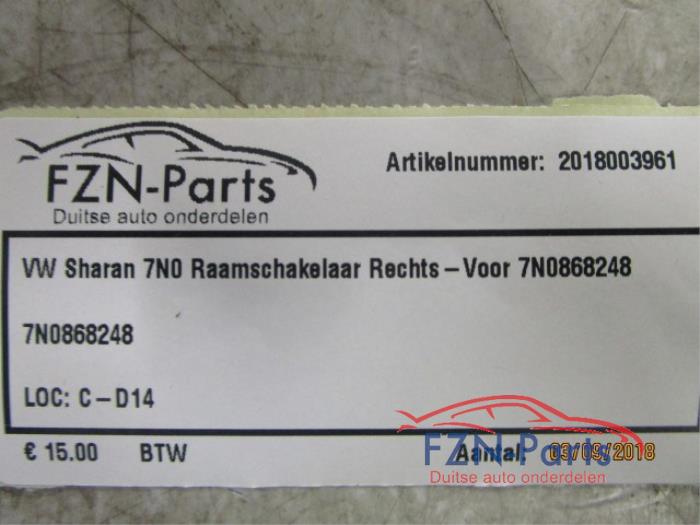 FZN-Parts
Duitse auto onderdelen
Artikelnummer: 2018003961
VW Sharan 7N0 Raamschakelaar Rechts-Voor 7N0868248
7N0868248
LOC: C-D14
€ 15.00 BTW Aantal: 03/09/2018
FZN-Parts
Duitse auto onderdelen